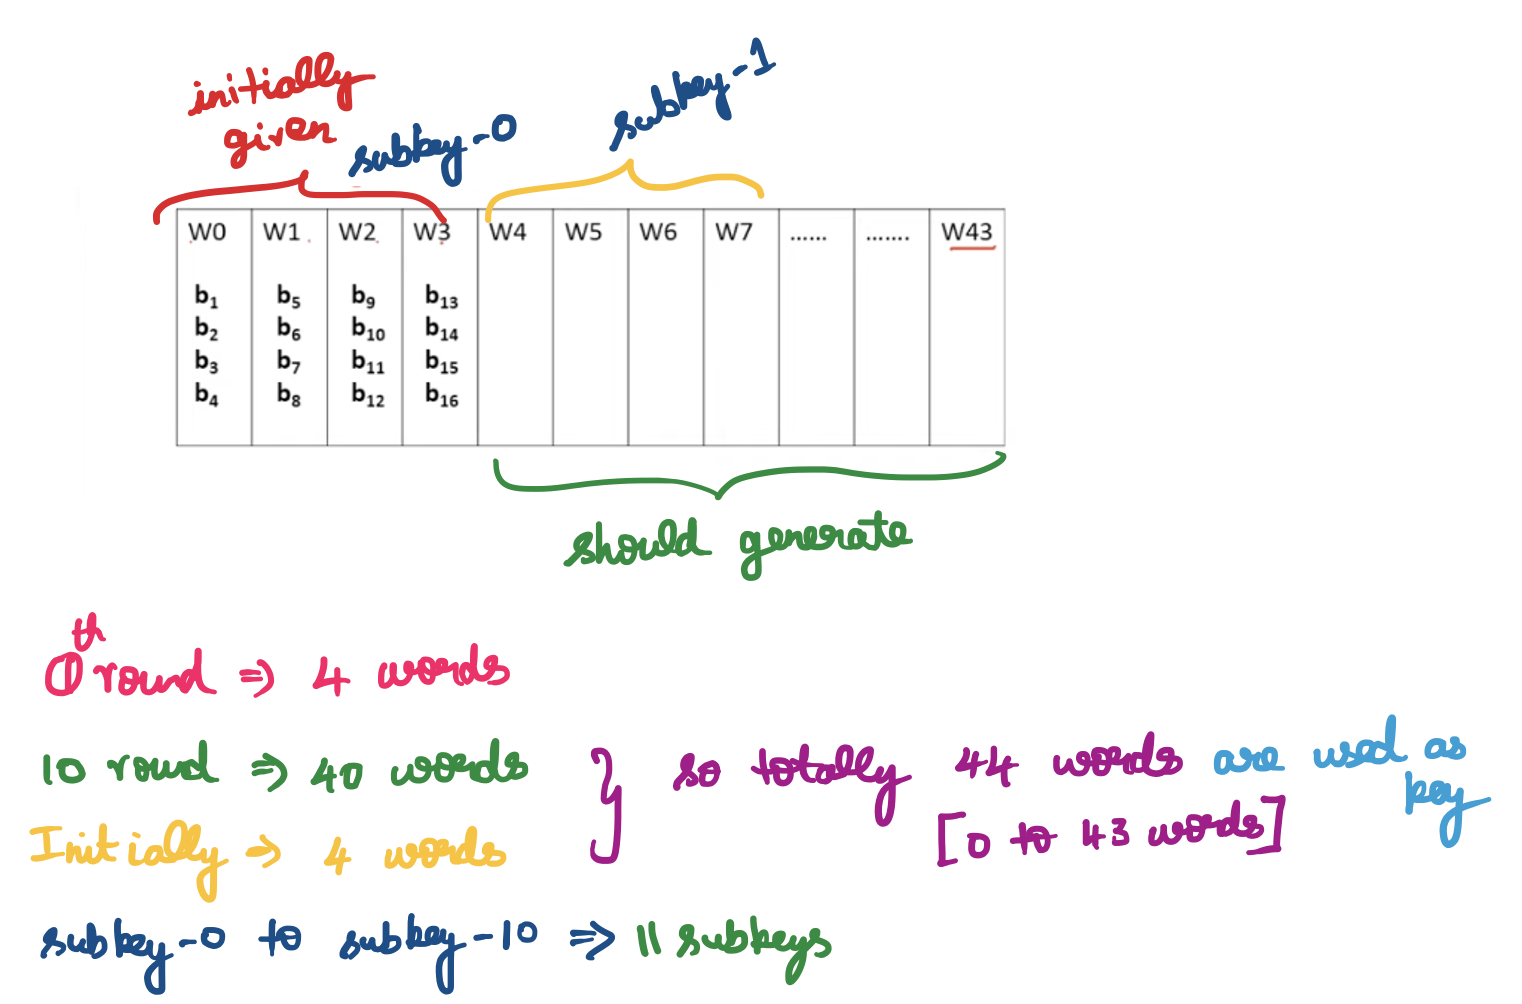 initially
given
subkey-0
subkey-1
W0 W1 W2 W3 W4 W5 W6 W7 ...... ....... W43
b₁ b₅ b₉ b₁₃
b₂ b₆ b₁₀ b₁₄
b₃ b₇ b₁₁ b₁₅
b₄ b₈ b₁₂ b₁₆
should generate
0th round => 4 words
10 round => 40 words
Initially => 4 words
} so totally 44 words are used as key
[0 to 43 words]
subkey-0 to subkey-10 => 11 subkeys